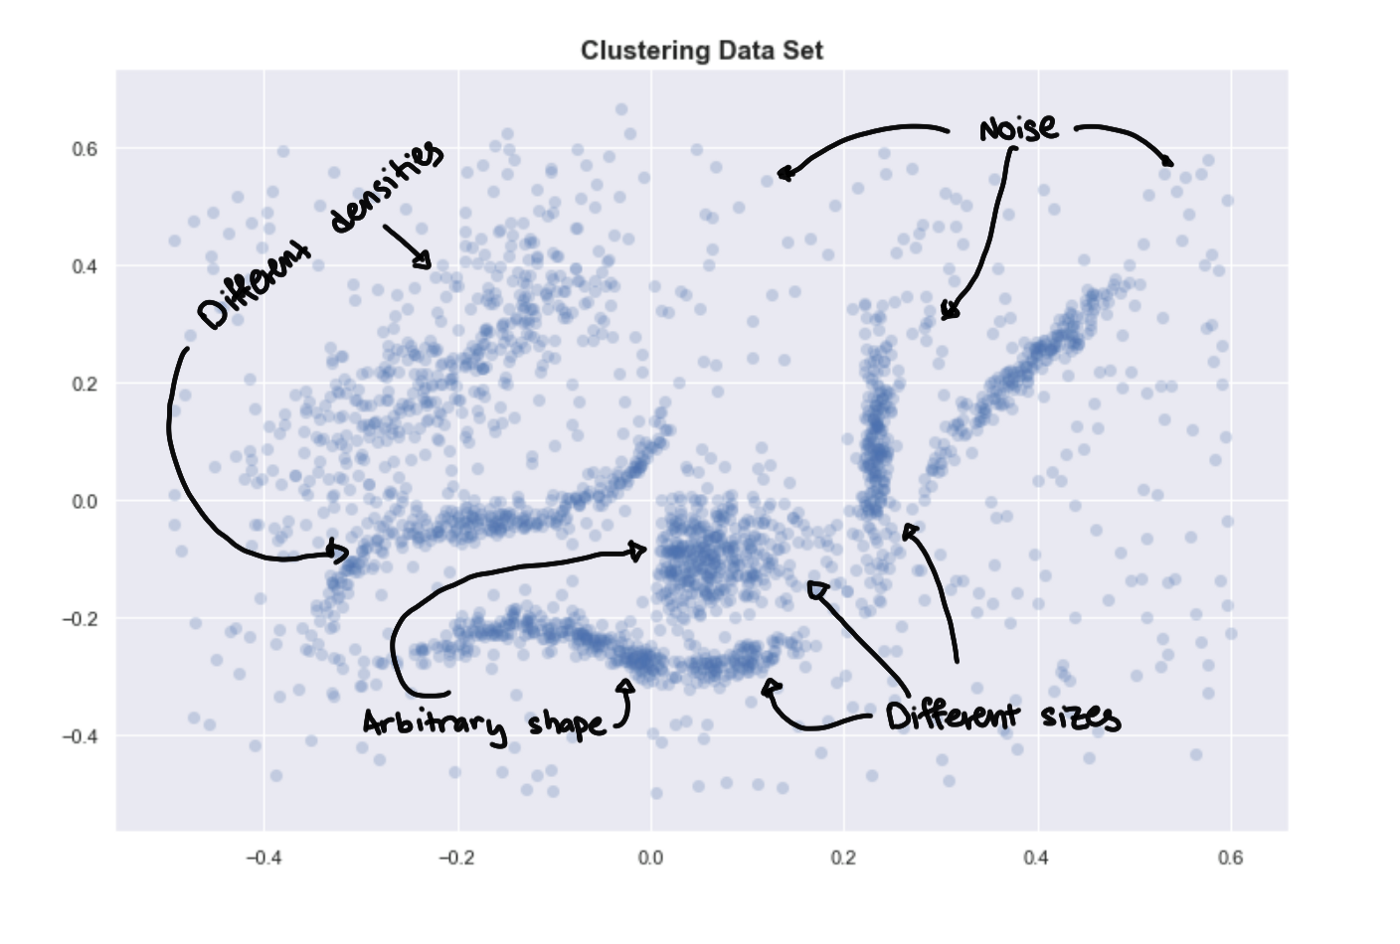 Clustering Data Set
Noise
Different densities
0.6
0.4
0.2
0.0
−0.2
−0.4
Arbitrary shape
Different sizes
−0.4
−0.2
0.0
0.2
0.4
0.6